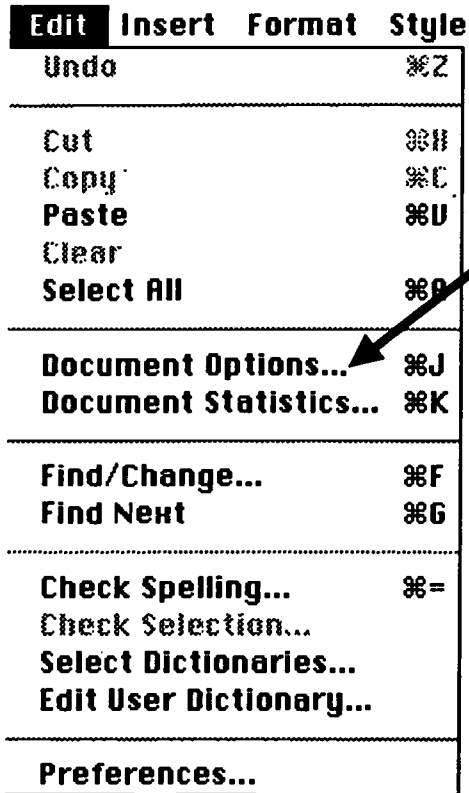 Edit Insert Format Style
Undo ⌘Z
Cut ⌘X
Copy ⌘C
Paste ⌘V
Clear
Select All ⌘A
Document Options... ⌘J
Document Statistics... ⌘K
Find/Change... ⌘F
Find Next ⌘G
Check Spelling... ⌘=
Check Selection...
Select Dictionaries...
Edit User Dictionary...
Preferences...